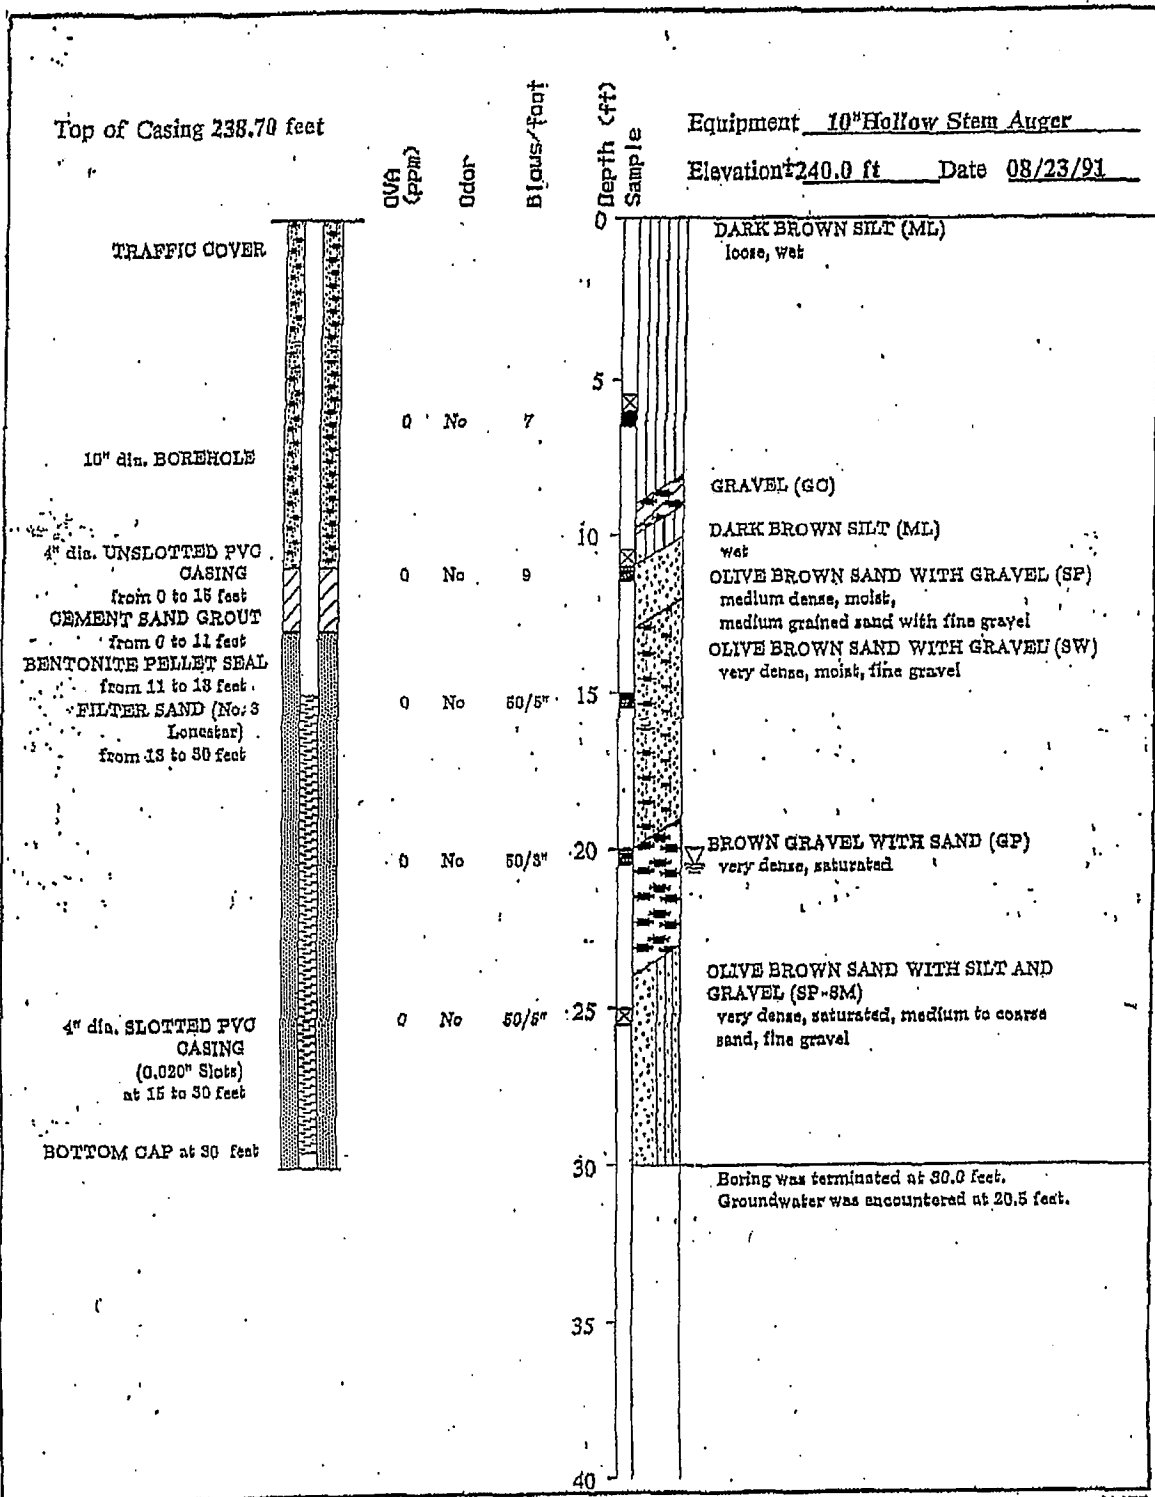 Top of Casing 238.70 feet
OVA (ppm)
Odor
Blows/foot
Depth (ft)
Sample
Equipment 10"Hollow Stem Auger
Elevation ±240.0 ft Date 08/23/91
TRAFFIC COVER
10" dia. BOREHOLE
4" dia. UNSLOTTED PVC
CASING
from 0 to 15 feet
CEMENT SAND GROUT
from 0 to 11 feet
BENTONITE PELLET SEAL
from 11 to 13 feet
FILTER SAND (No. 3
Lonestar)
from 13 to 30 feet
4" dia. SLOTTED PVC
CASING
(0.020" Slots)
at 15 to 30 feet
BOTTOM CAP at 30 feet
0 No 7
0 No 9
0 No 50/5"
0 No 50/3"
0 No 50/5"
0
5
10
15
20
25
30
35
40
DARK BROWN SILT (ML)
loose, wet
GRAVEL (GC)
DARK BROWN SILT (ML)
wet
OLIVE BROWN SAND WITH GRAVEL (SP)
medium dense, moist,
medium grained sand with fine gravel
OLIVE BROWN SAND WITH GRAVEL (SW)
very dense, moist, fine gravel
BROWN GRAVEL WITH SAND (GP)
very dense, saturated
OLIVE BROWN SAND WITH SILT AND
GRAVEL (SP-SM)
very dense, saturated, medium to coarse
sand, fine gravel
Boring was terminated at 30.0 feet.
Groundwater was encountered at 20.5 feet.